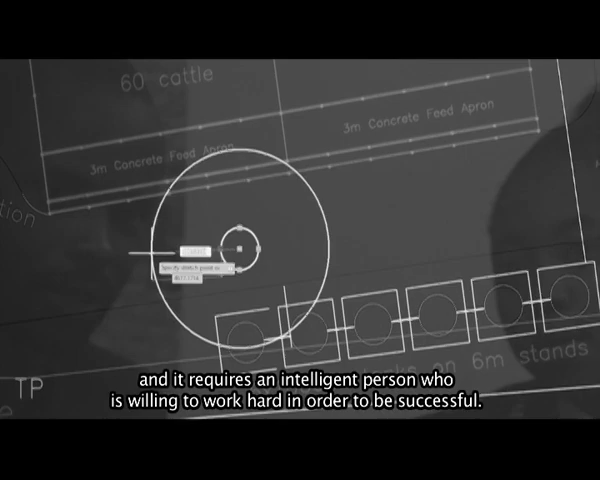 60 cattle
3m Concrete Feed Apron
3m Concrete Feed Apron
on 6m stands
TP
and it requires an intelligent person who
is willing to work hard in order to be successful.